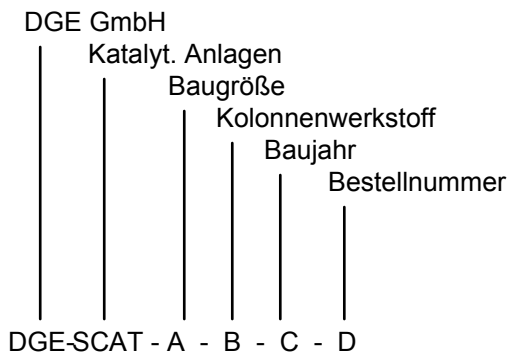 DGE GmbH
Katalyt. Anlagen
Baugröße
Kolonnenwerkstoff
Baujahr
Bestellnummer
DGE-SCAT - A - B - C - D